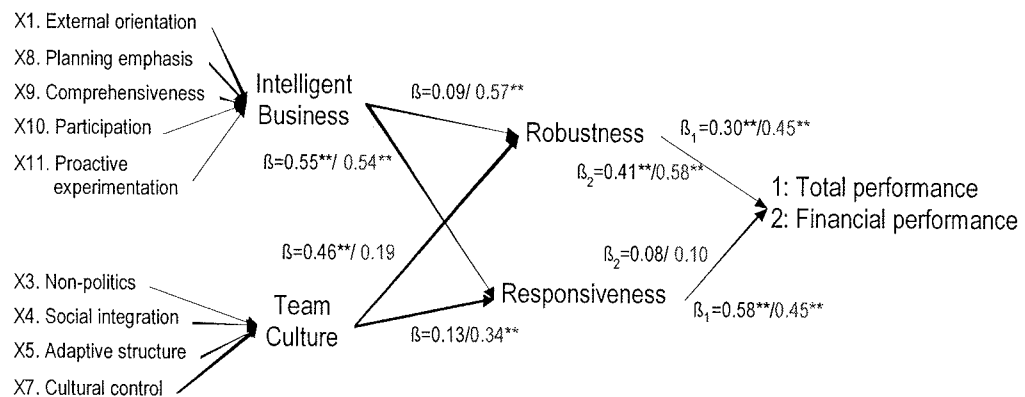 X1. External orientation
X8. Planning emphasis
X9. Comprehensiveness
X10. Participation
X11. Proactive
experimentation
Intelligent
Business
ß=0.09/ 0.57**
ß=0.55**/ 0.54**
Robustness
ß₁=0.30**/0.45**
ß₂=0.41**/0.58**
1: Total performance
2: Financial performance
ß=0.46**/ 0.19
ß₂=0.08/ 0.10
X3. Non-politics
X4. Social integration
X5. Adaptive structure
X7. Cultural control
Team
Culture
Responsiveness
ß₁=0.58**/0.45**
ß=0.13/0.34**